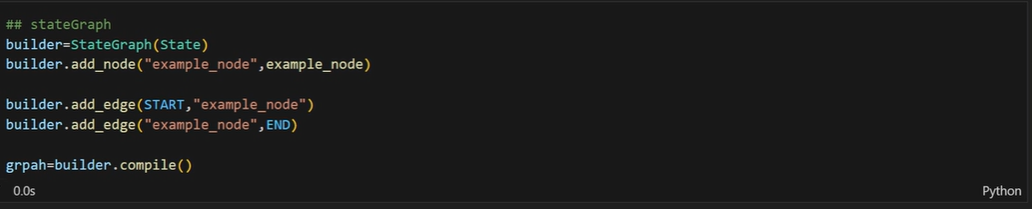 ## stateGraph
builder=StateGraph(State)
builder.add_node("example_node",example_node)
builder.add_edge(START,"example_node")
builder.add_edge("example_node",END)
grpah=builder.compile()
0.0s
Python